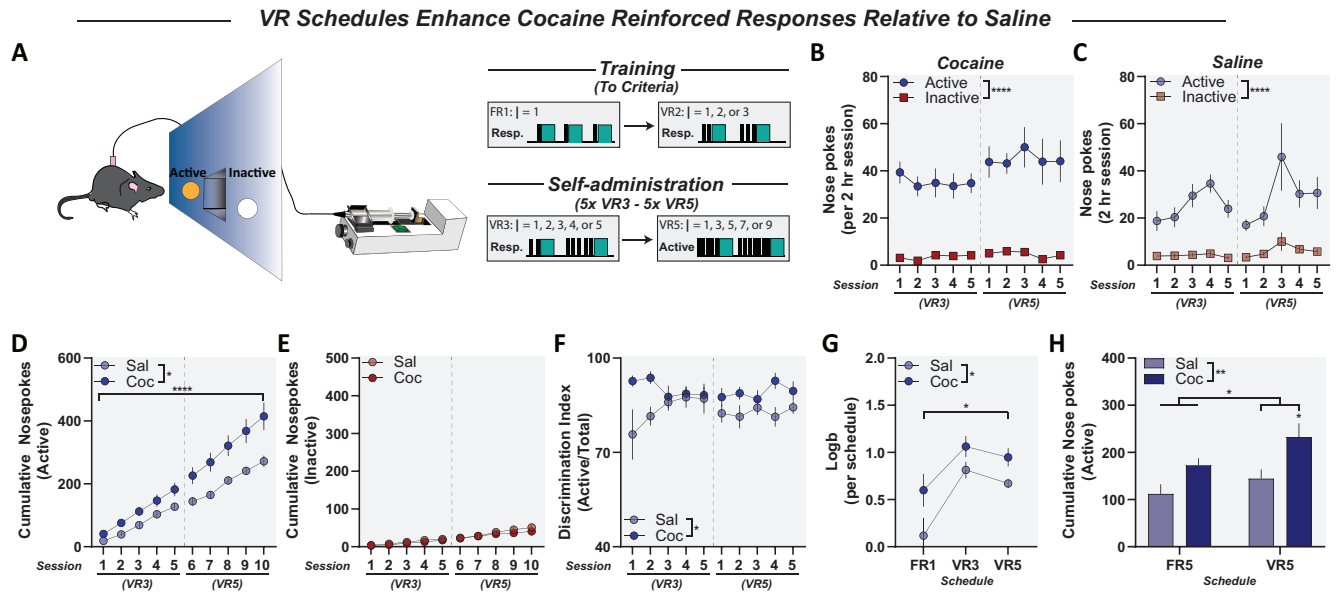 VR Schedules Enhance Cocaine Reinforced Responses Relative to Saline
A
Active
Inactive
Training
(To Criteria)
FR1: | = 1
Resp.
VR2: | = 1, 2, or 3
Resp.
Self-administration
(5x VR3 - 5x VR5)
VR3: | = 1, 2, 3, 4, or 5
Resp.
VR5: | = 1, 3, 5, 7, or 9
Active
B
Cocaine
Active
Inactive
****
Nose pokes
(per 2 hr session)
80
60
40
20
0
Session
1 2 3 4 5 1 2 3 4 5
(VR3) (VR5)
C
Saline
Active
Inactive
****
Nose pokes
(2 hr session)
80
60
40
20
0
Session
1 2 3 4 5 1 2 3 4 5
(VR3) (VR5)
D
Sal
Coc
*
****
Cumulative Nosepokes
(Active)
600
400
200
0
Session
1 2 3 4 5 6 7 8 9 10
(VR3) (VR5)
E
Sal
Coc
Cumulative Nosepokes
(Inactive)
500
400
300
200
100
0
Session
1 2 3 4 5 6 7 8 9 10
(VR3) (VR5)
F
Discrimination Index
(Active/Total)
100
70
40
Sal
Coc
*
Session
1 2 3 4 5 1 2 3 4 5
(VR3) (VR5)
G
Sal
Coc
*
*
Logb
(per schedule)
2.0
1.5
1.0
0.5
0.0
FR1 VR3 VR5
Schedule
H
Sal
Coc
**
*
*
Cumulative Nose pokes
(Active)
400
300
200
100
0
FR5 VR5
Schedule